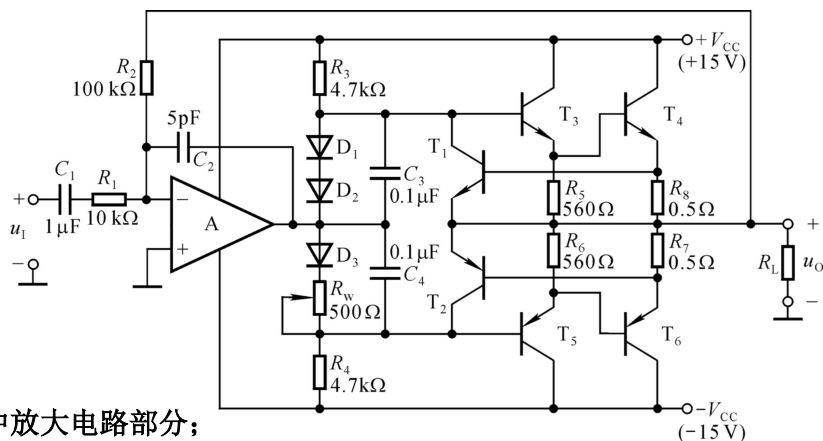 +V_CC
(+15 V)
R_2
100 kΩ
R_3
4.7kΩ
5pF
C_2
T_3
T_4
T_1
D_1
D_2
C_3
0.1μF
C_1
1μF
R_1
10 kΩ
A
+
−
u_I
−
+
R_5
560Ω
R_8
0.5Ω
D_3
0.1μF
C_4
R_6
560Ω
R_7
0.5Ω
+
R_L
u_O
−
R_w
500Ω
T_2
T_5
T_6
R_4
4.7kΩ
−V_CC
(−15 V)
中放大电路部分；